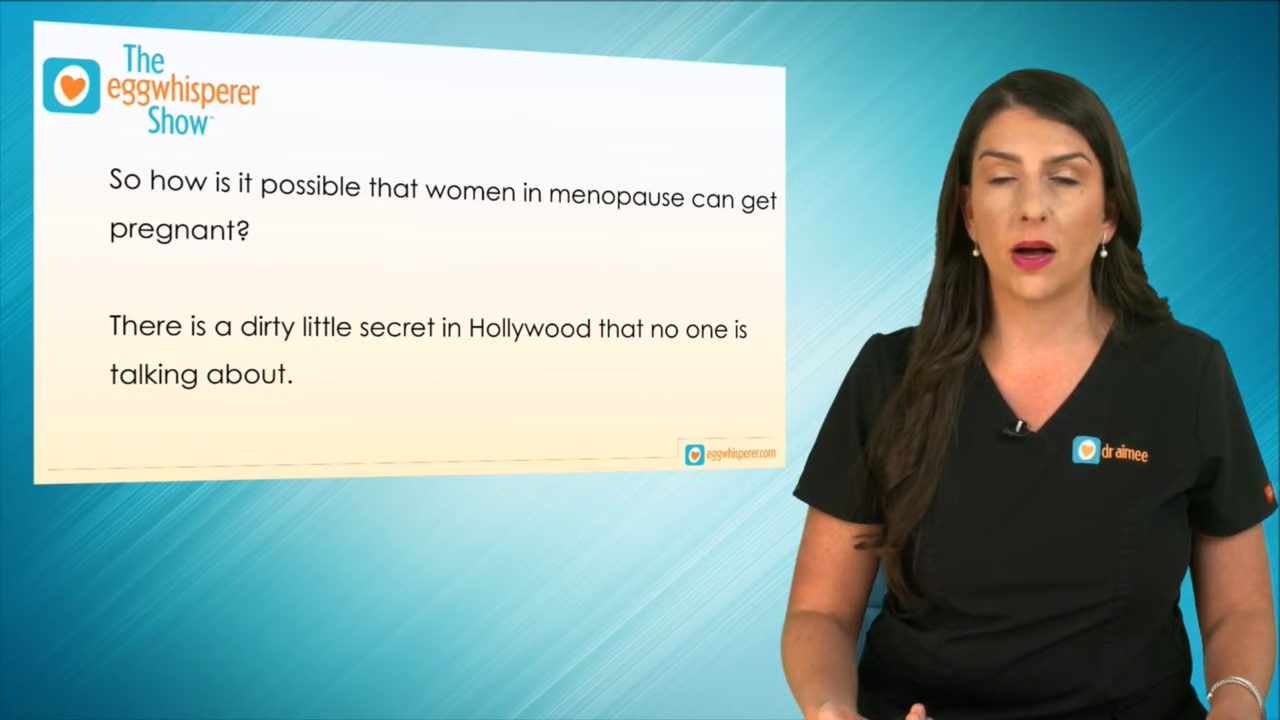 The
eggwhisperer
Show™
So how is it possible that women in menopause can get
pregnant?
There is a dirty little secret in Hollywood that no one is
talking about.
eggwhisperer.com
dr aimee